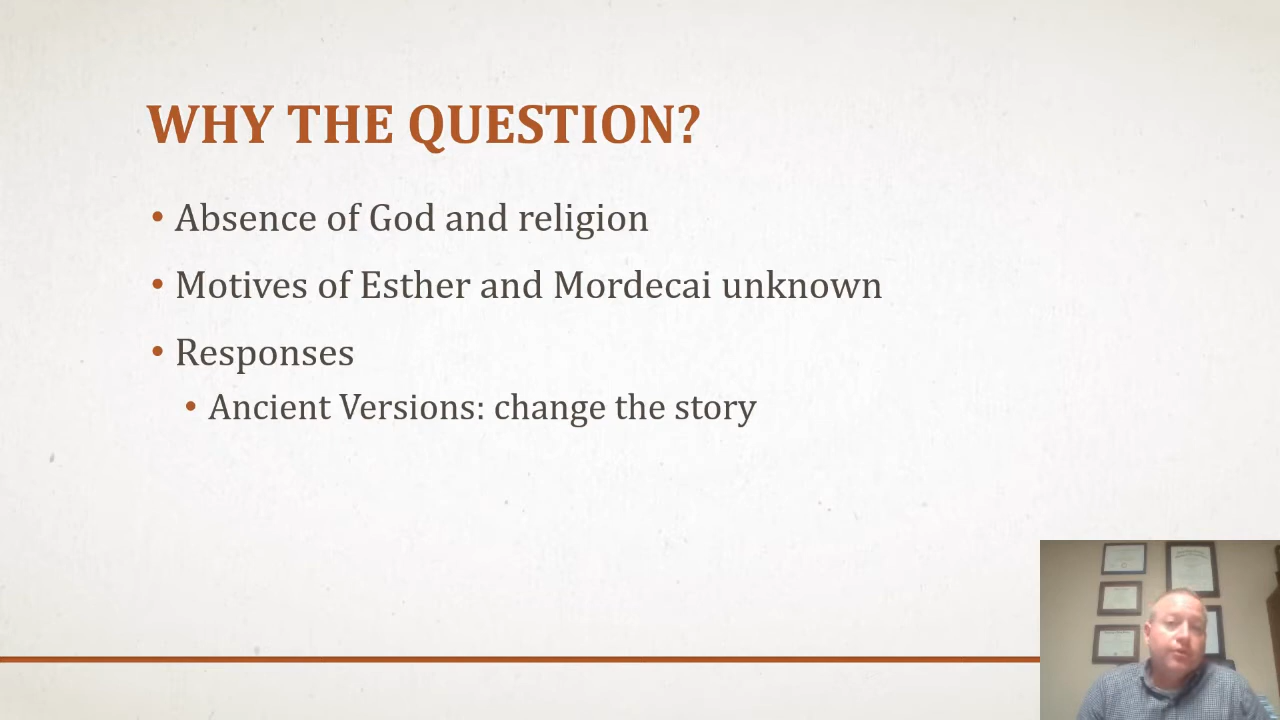 WHY THE QUESTION?
• Absence of God and religion
• Motives of Esther and Mordecai unknown
• Responses
• Ancient Versions: change the story